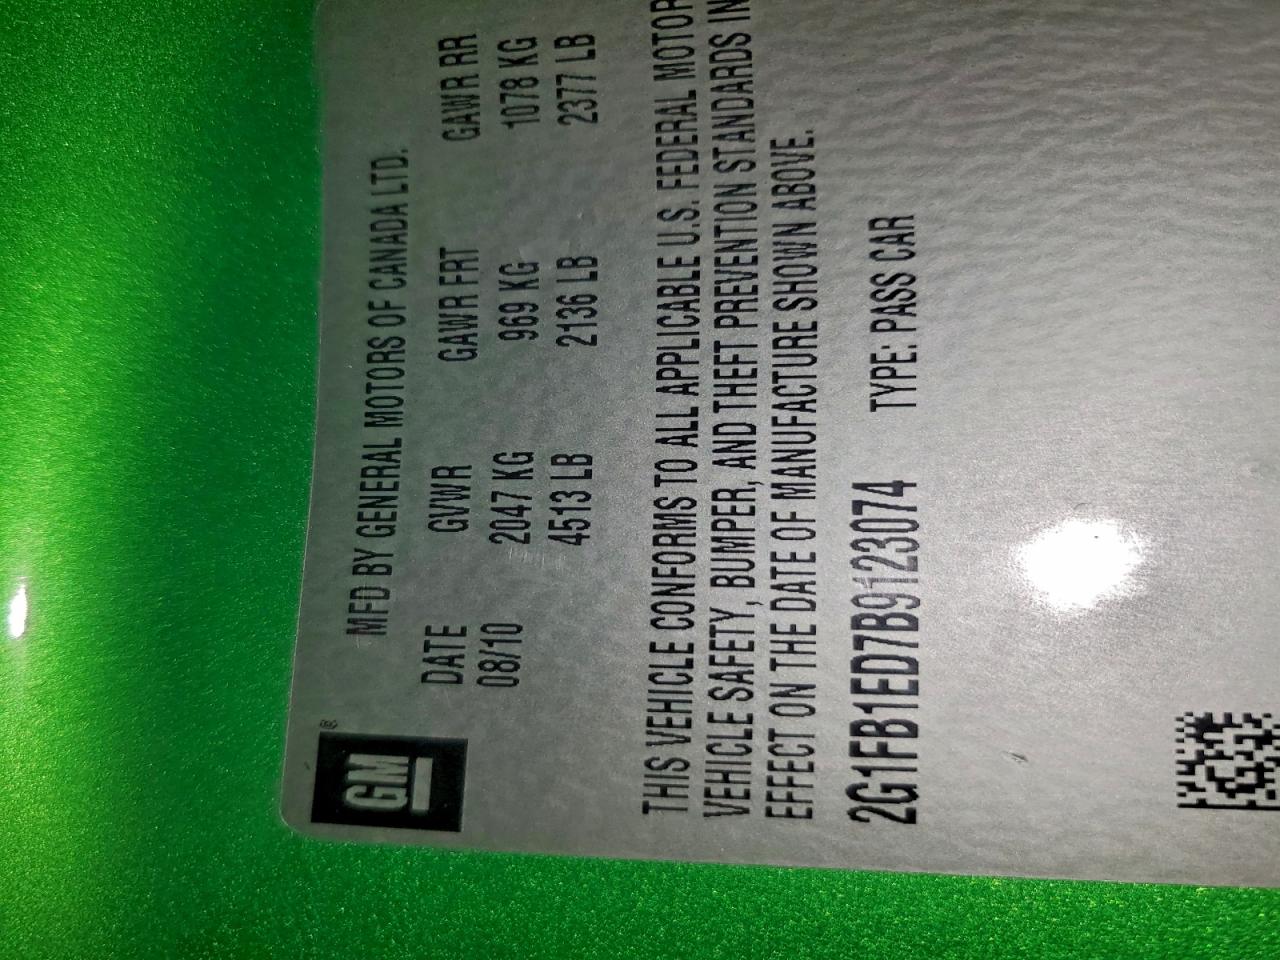 GM ®
MFD BY GENERAL MOTORS OF CANADA LTD.
DATE GVWR GAWR FRT GAWR RR
08/10 2047 KG 969 KG 1078 KG
4513 LB 2136 LB 2377 LB
THIS VEHICLE CONFORMS TO ALL APPLICABLE U.S. FEDERAL MOTOR
VEHICLE SAFETY, BUMPER, AND THEFT PREVENTION STANDARDS IN
EFFECT ON THE DATE OF MANUFACTURE SHOWN ABOVE.
2G1FB1ED7B9123074 TYPE: PASS CAR